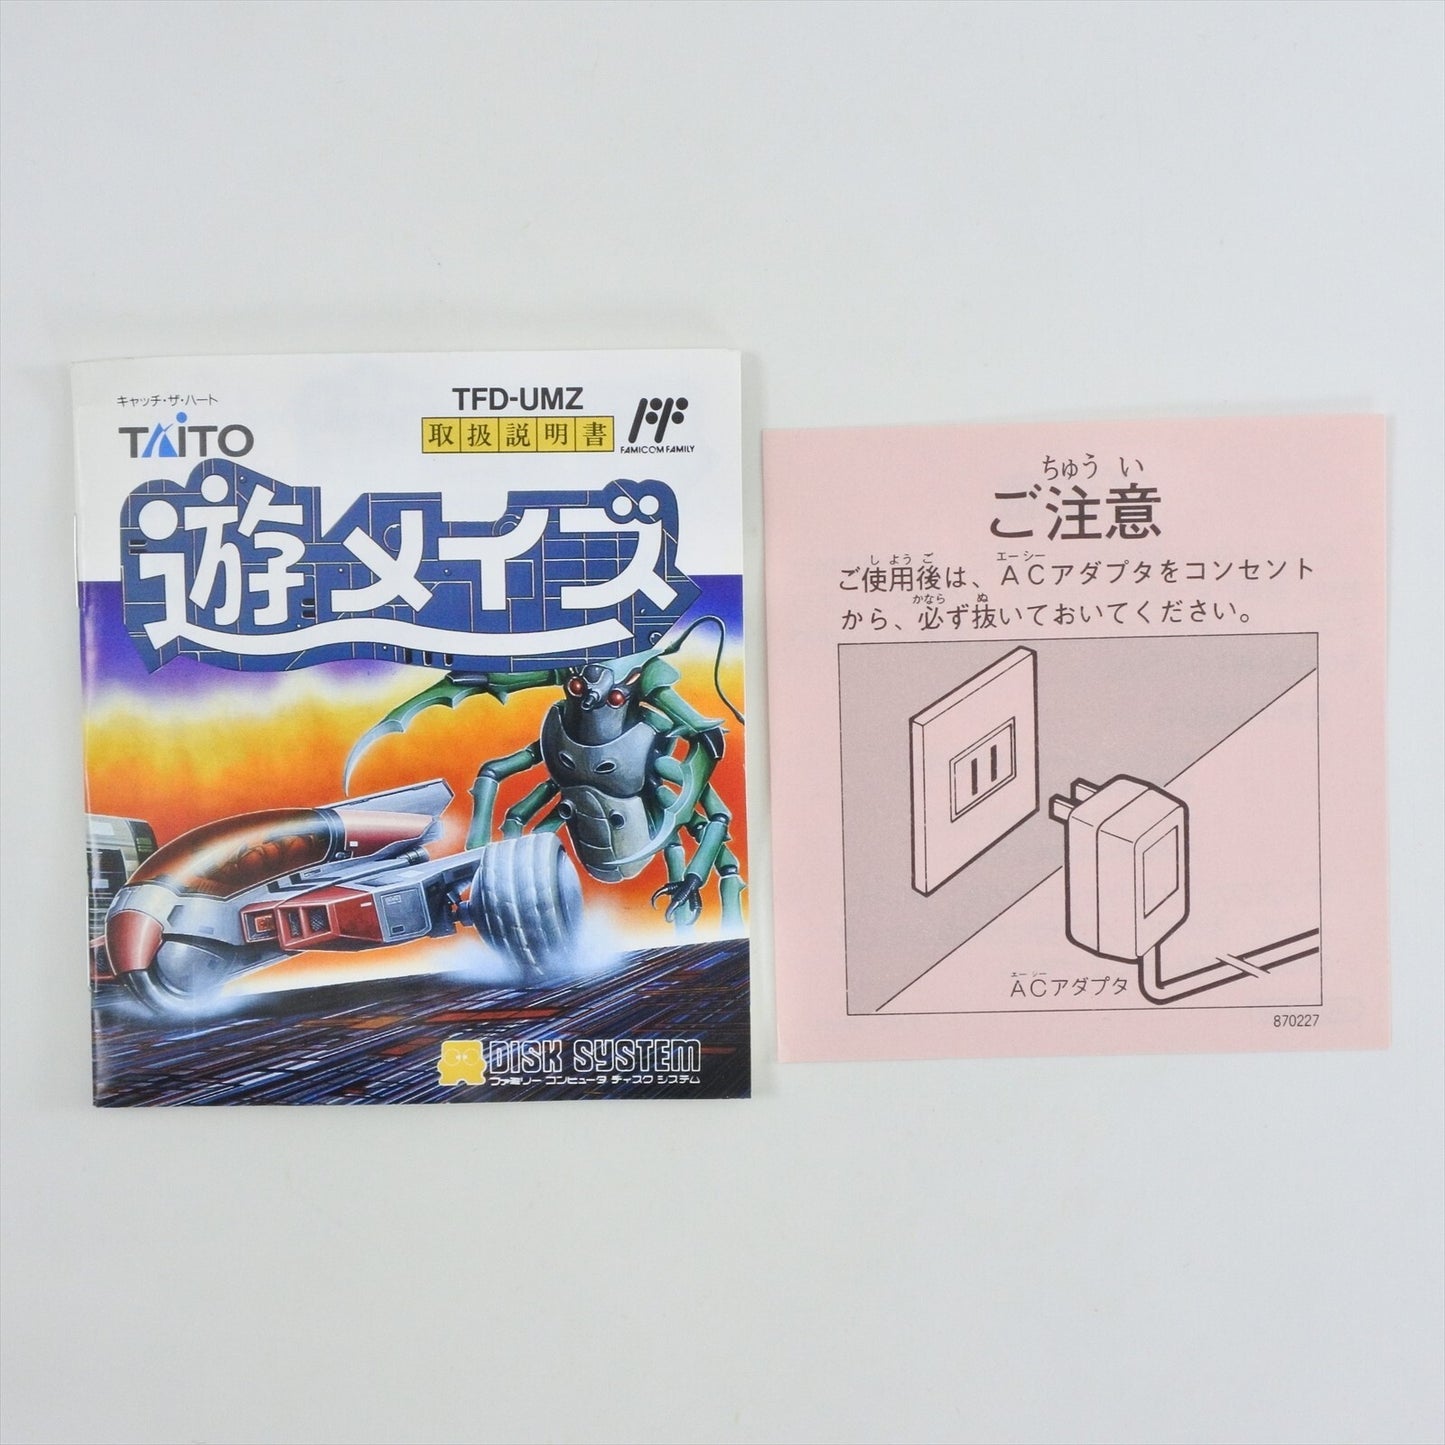 キャッチ・ザ・ハート
TAITO
TFD-UMZ
取扱説明書
FAMICOM FAMILY
遊メイズ
DISK SYSTEM
ファミリー コンピュータ ディスク システム
ちゅう い
ご注意
し よう ご エー シー
ご使用後は、ACアダプタをコンセント
かなら ぬ
から、必ず抜いておいてください。
エー シー
ACアダプタ
870227